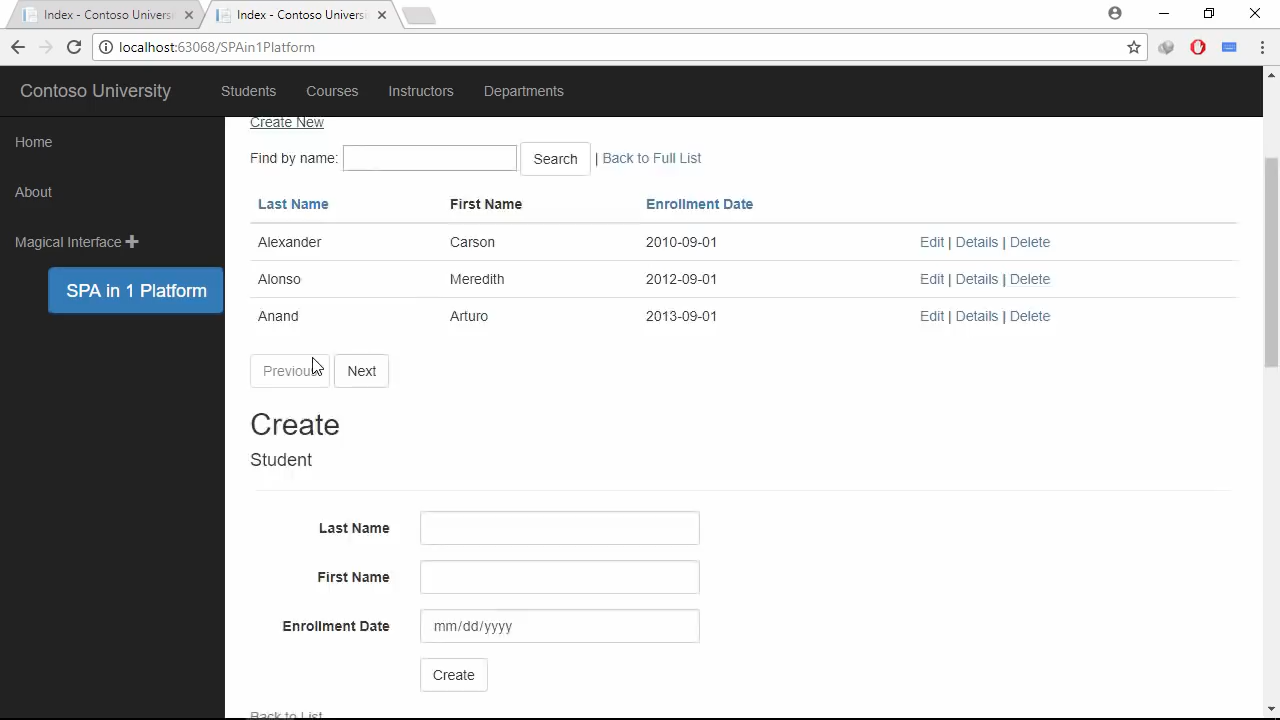 Index - Contoso Universi
Index - Contoso Universi
localhost:63068/SPAin1Platform
Contoso University Students Courses Instructors Departments
Home
About
Magical Interface
SPA in 1 Platform
Create New
Find by name: Search | Back to Full List
Last Name First Name Enrollment Date
Alexander Carson 2010-09-01 Edit | Details | Delete
Alonso Meredith 2012-09-01 Edit | Details | Delete
Anand Arturo 2013-09-01 Edit | Details | Delete
Previous Next
Create
Student
Last Name
First Name
Enrollment Date mm/dd/yyyy
Create
Back to List